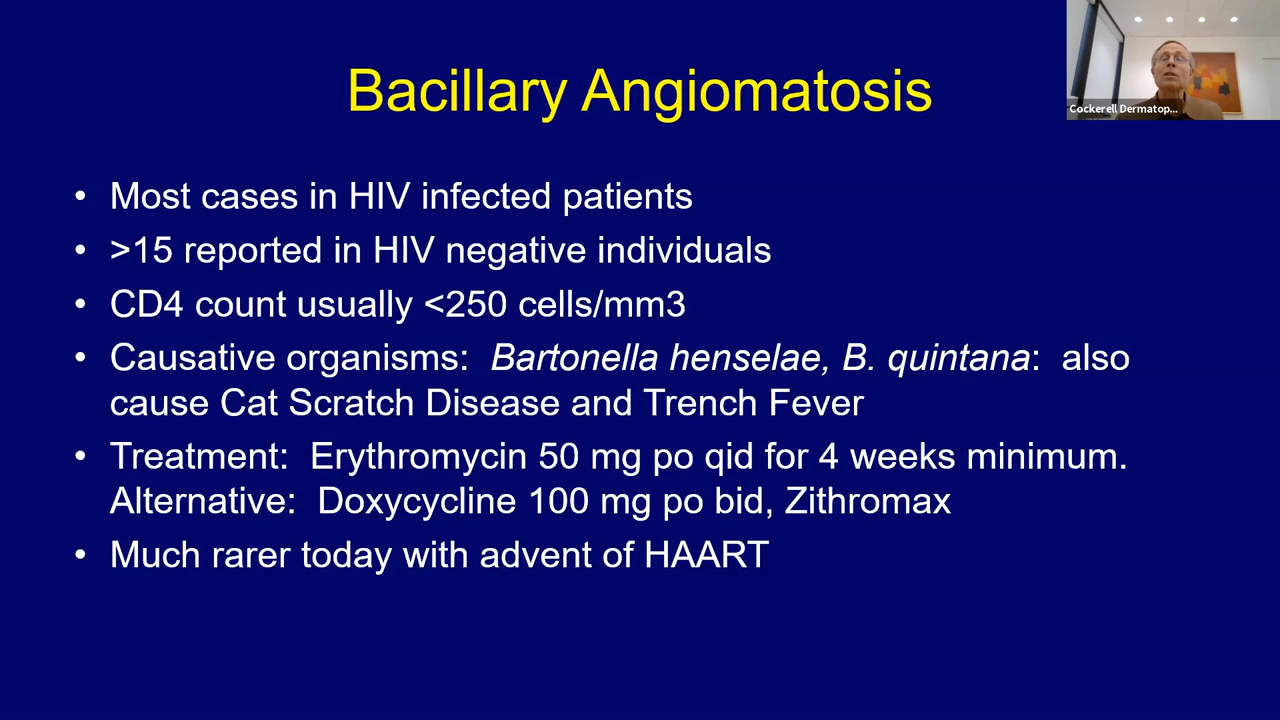 Bacillary Angiomatosis
Cockerell Dermatop...
• Most cases in HIV infected patients
• >15 reported in HIV negative individuals
• CD4 count usually <250 cells/mm3
• Causative organisms:  Bartonella henselae, B. quintana:  also
cause Cat Scratch Disease and Trench Fever
• Treatment:  Erythromycin 50 mg po qid for 4 weeks minimum.
Alternative:  Doxycycline 100 mg po bid, Zithromax
• Much rarer today with advent of HAART